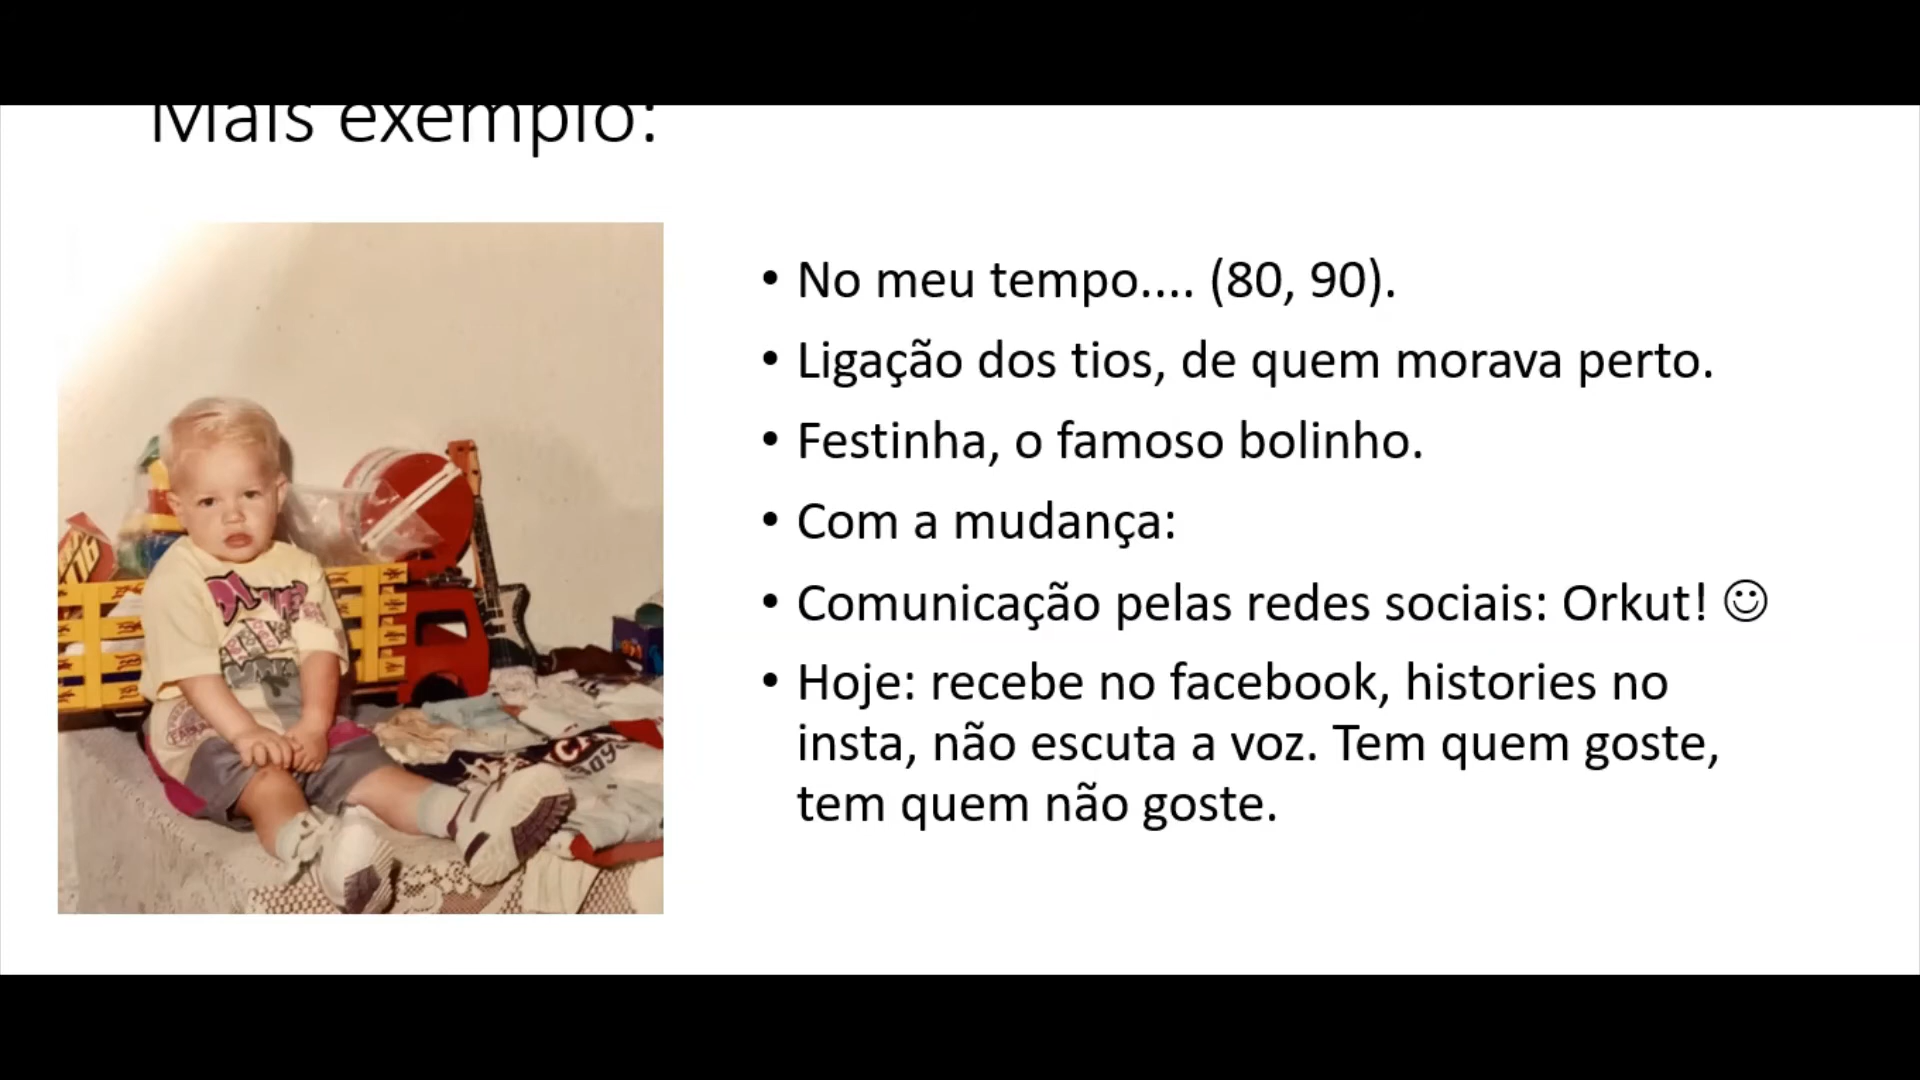 Mais exemplo:
• No meu tempo.... (80, 90).
• Ligação dos tios, de quem morava perto.
• Festinha, o famoso bolinho.
• Com a mudança:
• Comunicação pelas redes sociais: Orkut! ☺
• Hoje: recebe no facebook, histories no
insta, não escuta a voz. Tem quem goste,
tem quem não goste.